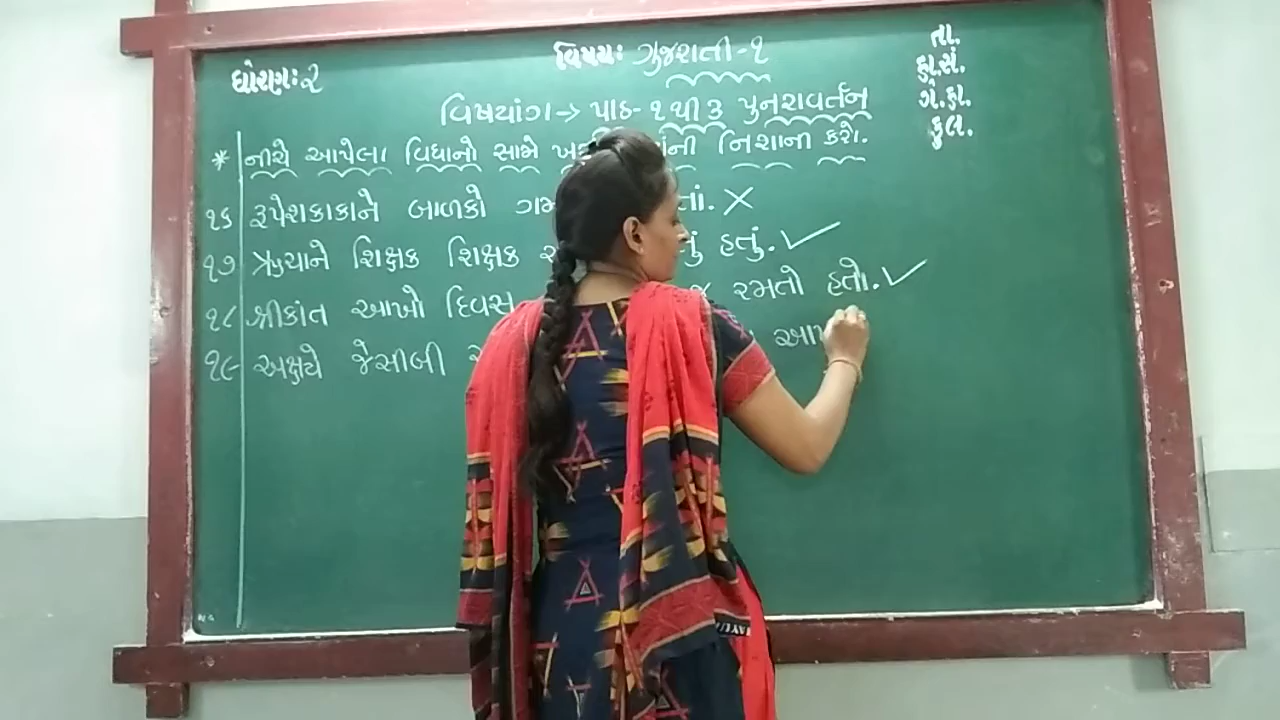 ધોરણઃ ૨
વિષયઃ ગુજરાતી-૧
તા.
હા.સં.
ગે.હા.
કુલ.
વિષયાંગ → પાઠ- ૧ થી ૩ પુનરાવર્તન
* નીચે આપેલા વિધાનો સામે નિશાની કરો.
૧૬ રૂપેશકાકાને બાળકો ✗
૧૭ ઋચાને શિક્ષક શિક્ષક હતું. ✓
૧૮ શ્રીકાંત આખો દિવસ રમતો હતો. ✓
૧૯ અક્ષયે જેસીબી